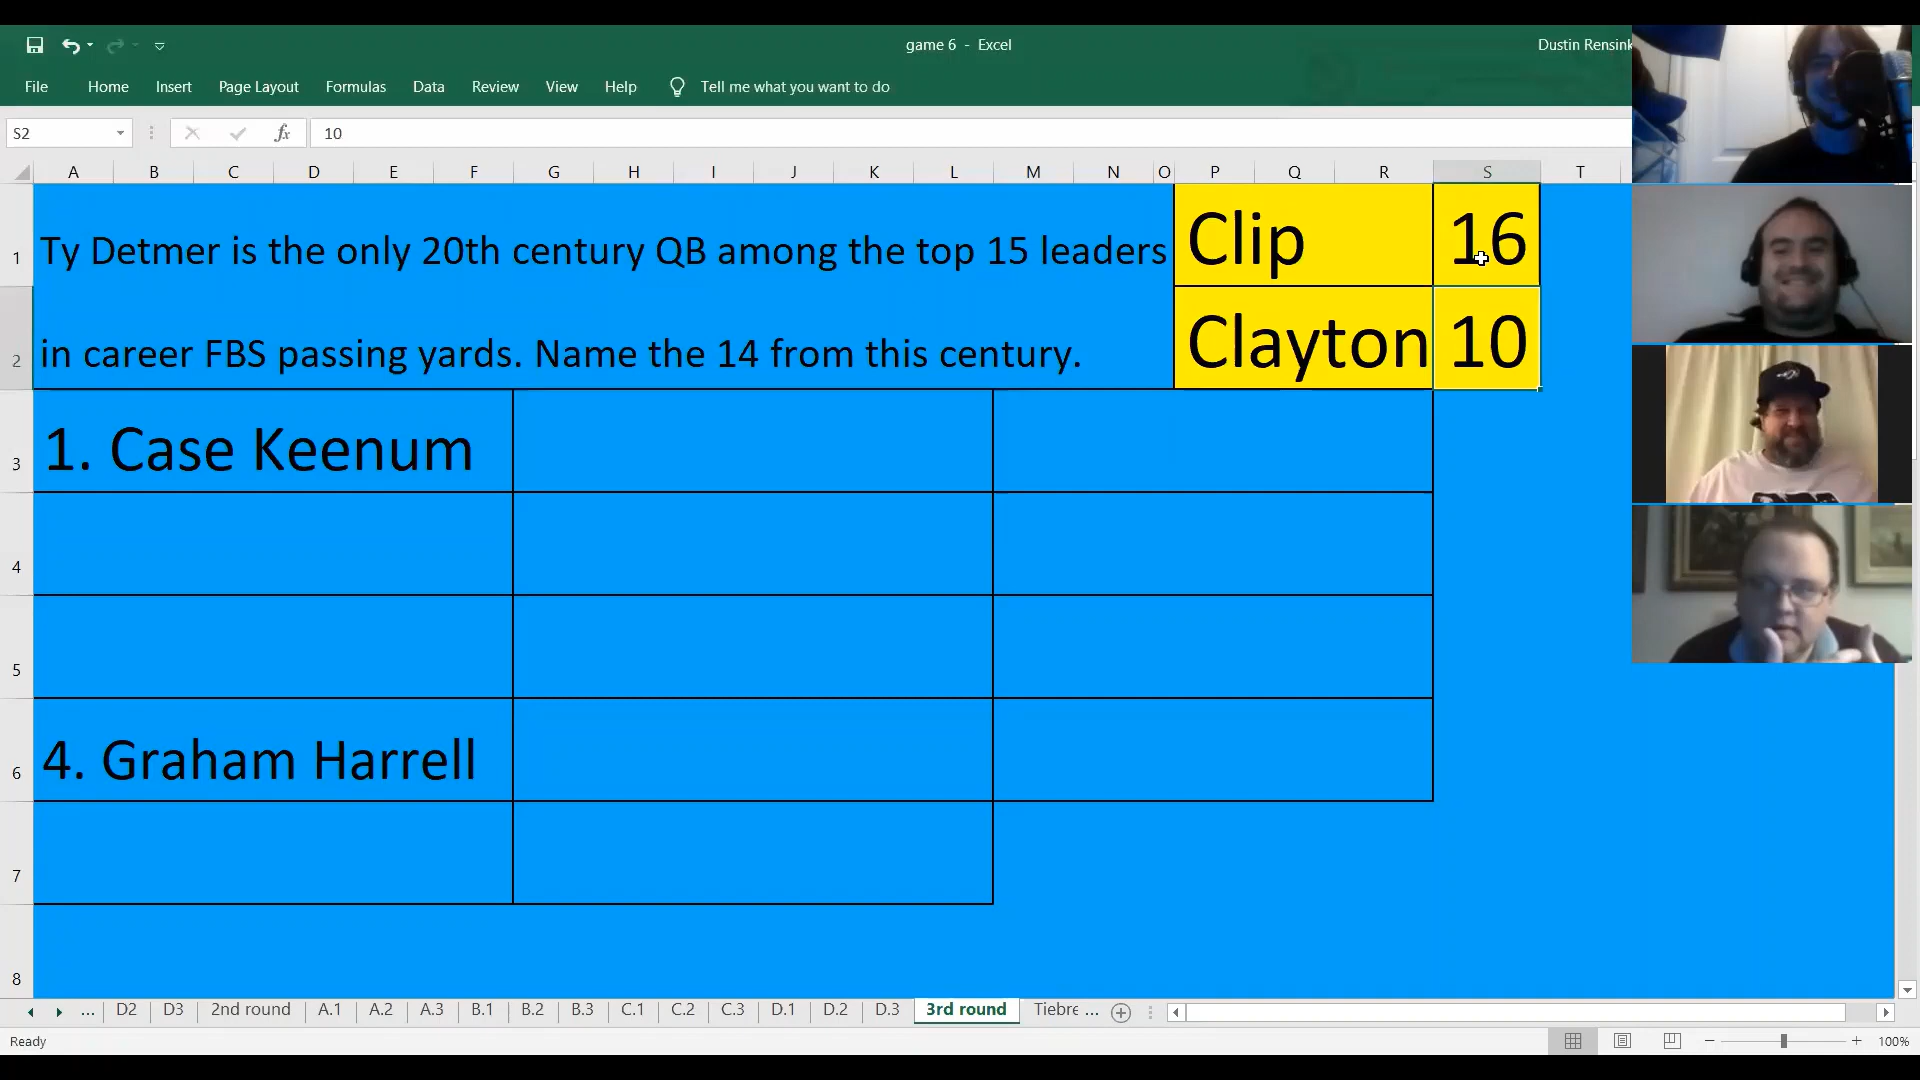 game 6 - Excel
Dustin Rensink
File Home Insert Page Layout Formulas Data Review View Help Tell me what you want to do
S2 fx 10
A B C D E F G H I J K L M N O P Q R S T
1 Ty Detmer is the only 20th century QB among the top 15 leaders Clip 16
2 in career FBS passing yards. Name the 14 from this century. Clayton 10
3 1. Case Keenum
4
5
6 4. Graham Harrell
7
8
... D2 D3 2nd round A.1 A.2 A.3 B.1 B.2 B.3 C.1 C.2 C.3 D.1 D.2 D.3 3rd round Tiebre ...
Ready 100%